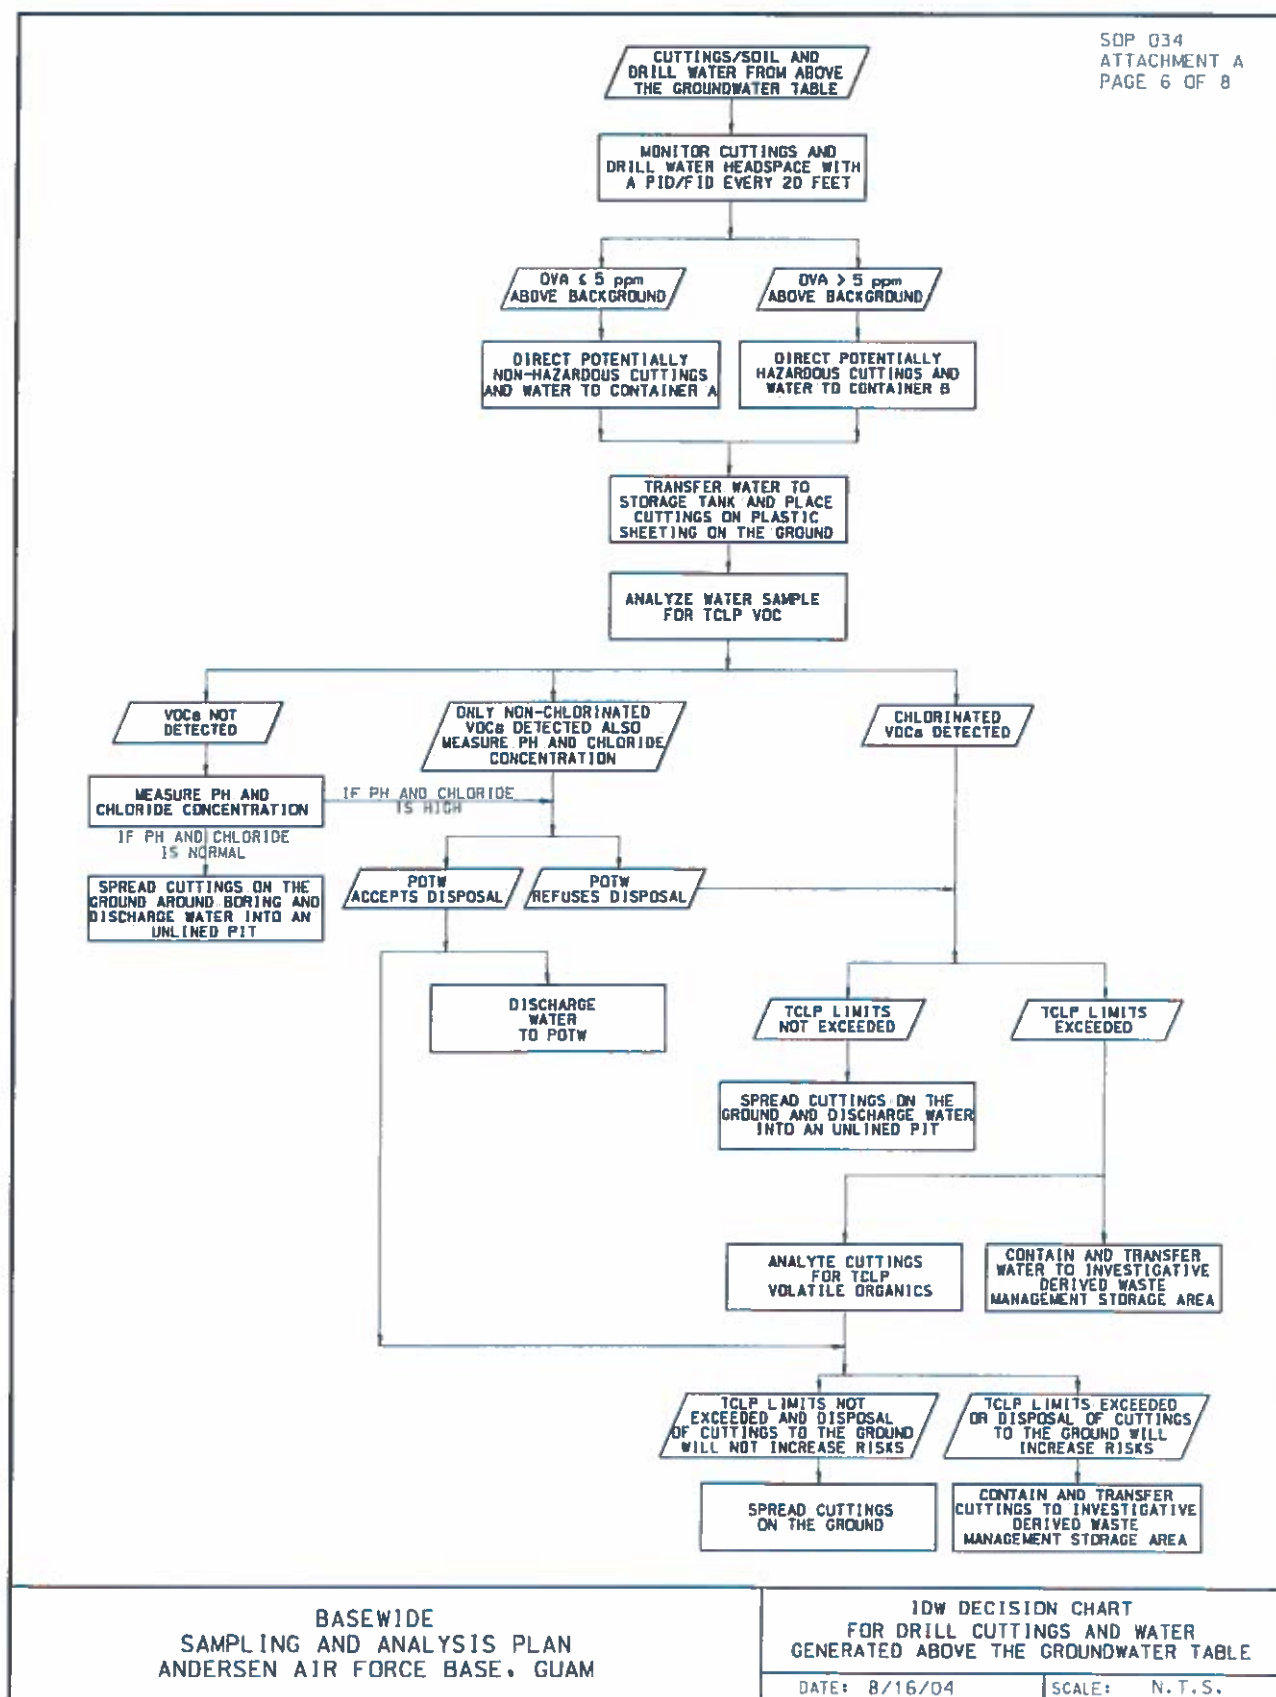 SOP 034
ATTACHMENT A
PAGE 6 OF 8
CUTTINGS/SOIL AND
DRILL WATER FROM ABOVE
THE GROUNDWATER TABLE
MONITOR CUTTINGS AND
DRILL WATER HEADSPACE WITH
A PID/FID EVERY 20 FEET
OVA ≤ 5 ppm
ABOVE BACKGROUND
OVA > 5 ppm
ABOVE BACKGROUND
DIRECT POTENTIALLY
NON-HAZARDOUS CUTTINGS
AND WATER TO CONTAINER A
DIRECT POTENTIALLY
HAZARDOUS CUTTINGS AND
WATER TO CONTAINER B
TRANSFER WATER TO
STORAGE TANK AND PLACE
CUTTINGS ON PLASTIC
SHEETING ON THE GROUND
ANALYZE WATER SAMPLE
FOR TCLP VOC
VOCs NOT
DETECTED
ONLY NON-CHLORINATED
VOCs DETECTED ALSO
MEASURE PH AND CHLORIDE
CONCENTRATION
CHLORINATED
VOCs DETECTED
MEASURE PH AND
CHLORIDE CONCENTRATION
IF PH AND CHLORIDE
IS HIGH
IF PH AND CHLORIDE
IS NORMAL
SPREAD CUTTINGS ON THE
GROUND AROUND BORING AND
DISCHARGE WATER INTO AN
UNLINED PIT
POTW
ACCEPTS DISPOSAL
POTW
REFUSES DISPOSAL
DISCHARGE
WATER
TO POTW
TCLP LIMITS
NOT EXCEEDED
TCLP LIMITS
EXCEEDED
SPREAD CUTTINGS ON THE
GROUND AND DISCHARGE WATER
INTO AN UNLINED PIT
ANALYTE CUTTINGS
FOR TCLP
VOLATILE ORGANICS
CONTAIN AND TRANSFER
WATER TO INVESTIGATIVE
DERIVED WASTE
MANAGEMENT STORAGE AREA
TCLP LIMITS NOT
EXCEEDED AND DISPOSAL
OF CUTTINGS TO THE GROUND
WILL NOT INCREASE RISKS
TCLP LIMITS EXCEEDED
OR DISPOSAL OF CUTTINGS
TO THE GROUND WILL
INCREASE RISKS
SPREAD CUTTINGS
ON THE GROUND
CONTAIN AND TRANSFER
CUTTINGS TO INVESTIGATIVE
DERIVED WASTE
MANAGEMENT STORAGE AREA
BASEWIDE
SAMPLING AND ANALYSIS PLAN
ANDERSEN AIR FORCE BASE. GUAM
IDW DECISION CHART
FOR DRILL CUTTINGS AND WATER
GENERATED ABOVE THE GROUNDWATER TABLE
DATE: 8/16/04
SCALE: N.T.S.